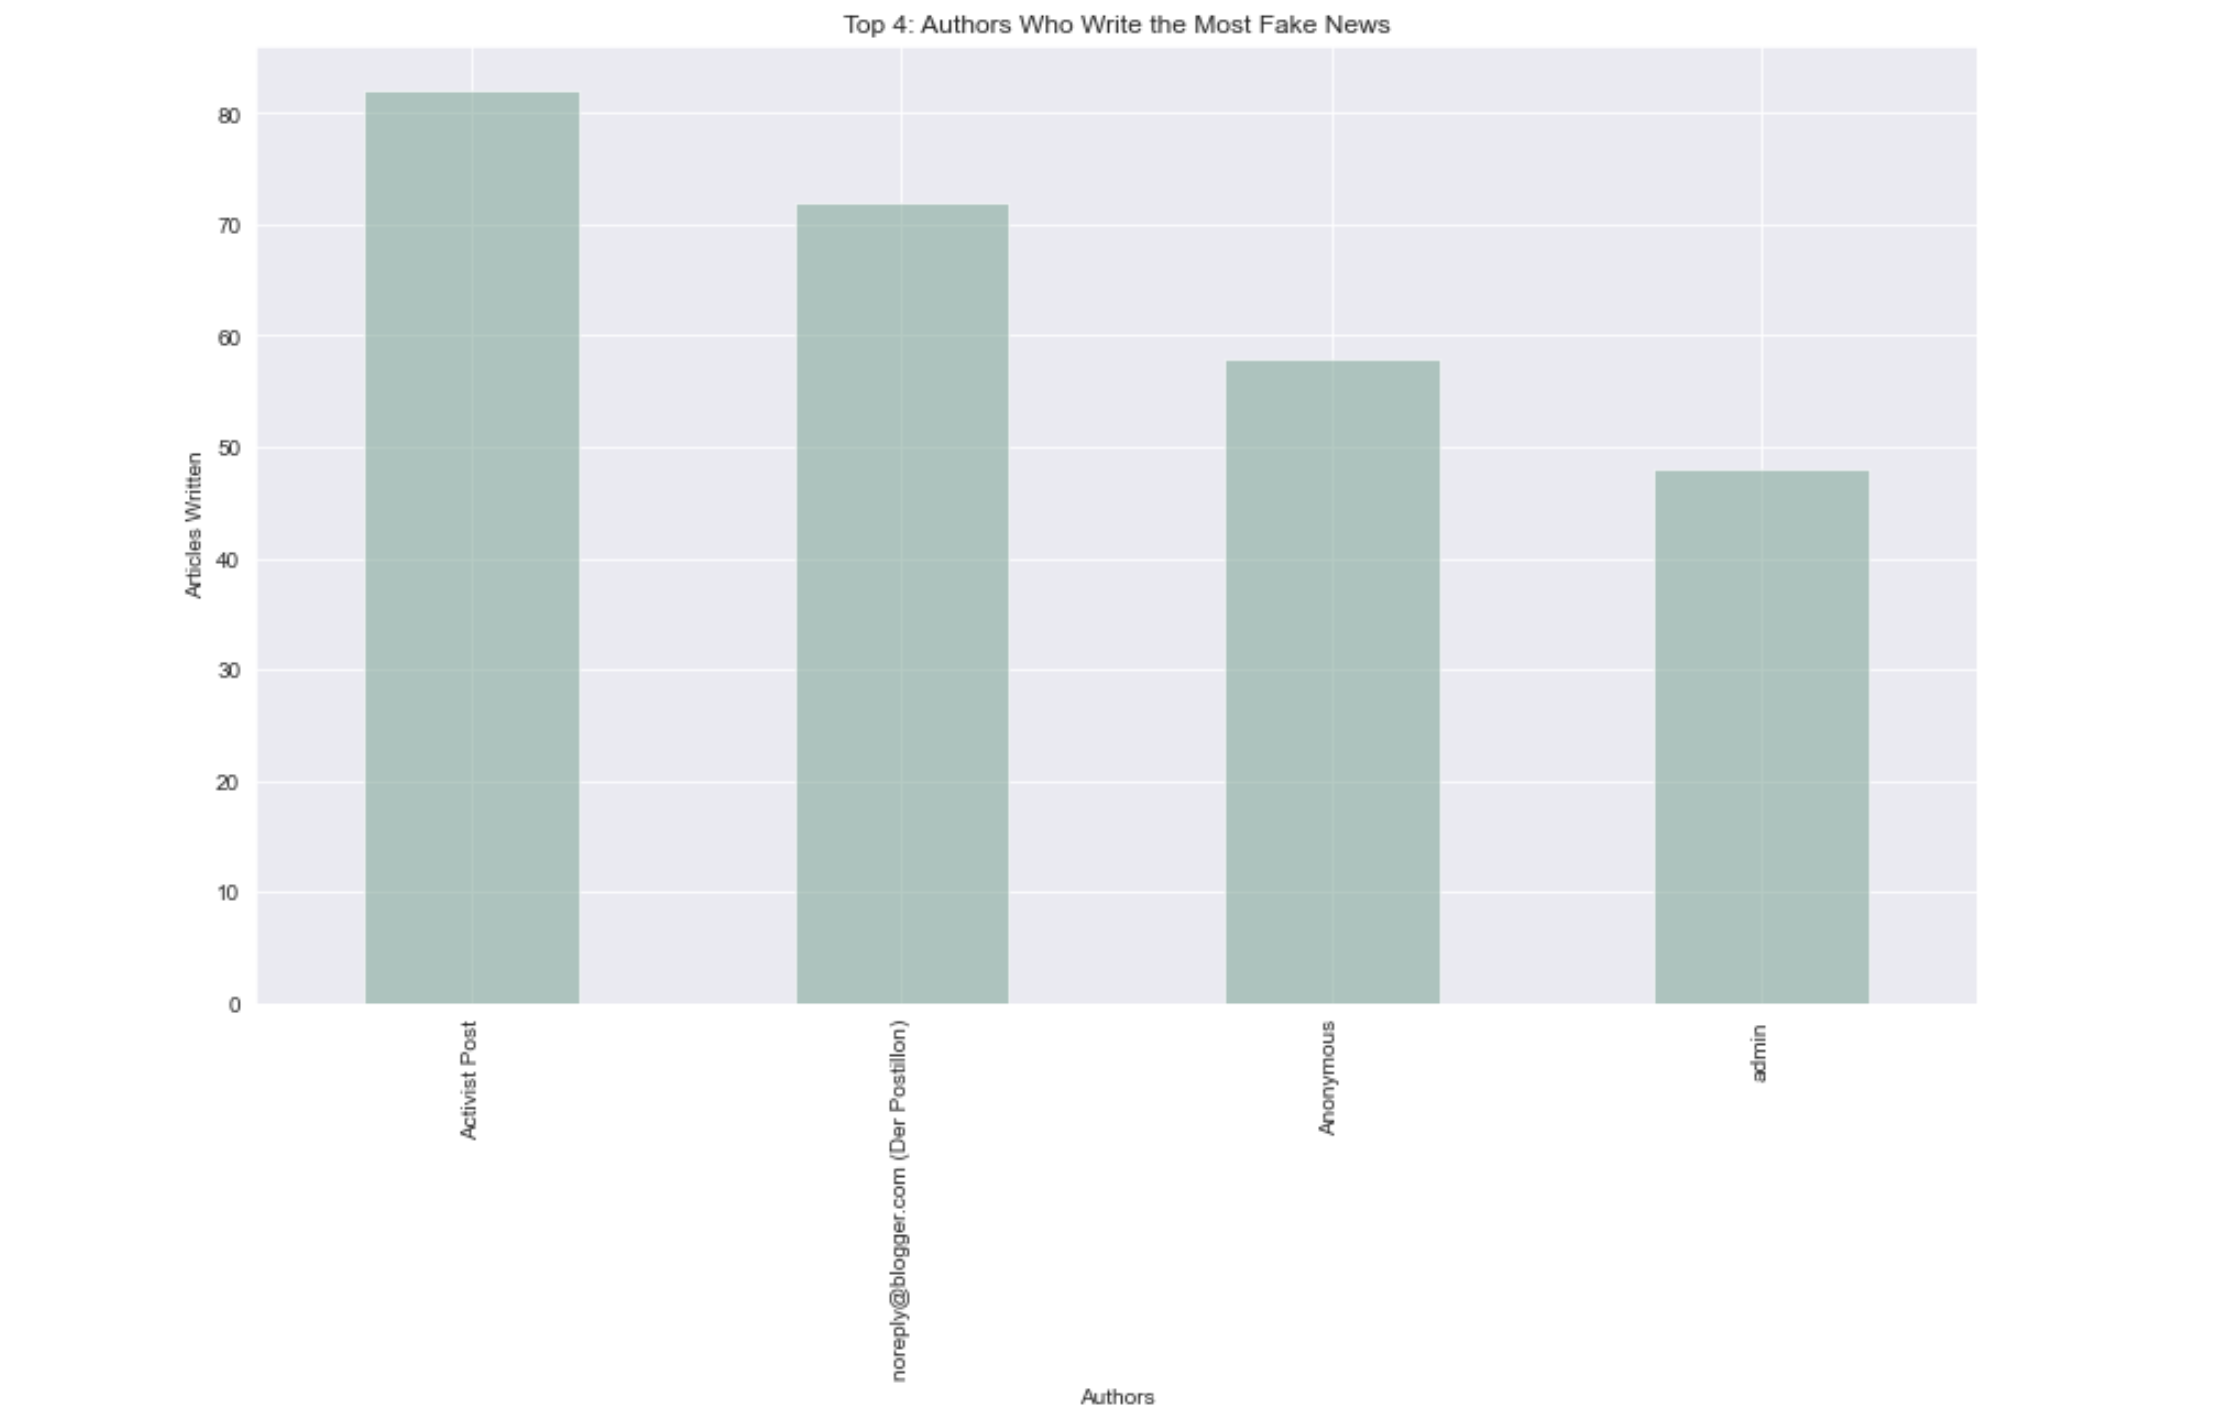 Top 4: Authors Who Write the Most Fake News
80
70
60
50
40
30
20
10
0
Articles Written
Activist Post
noreply@blogger.com (Der Postillon)
Anonymous
admin
Authors